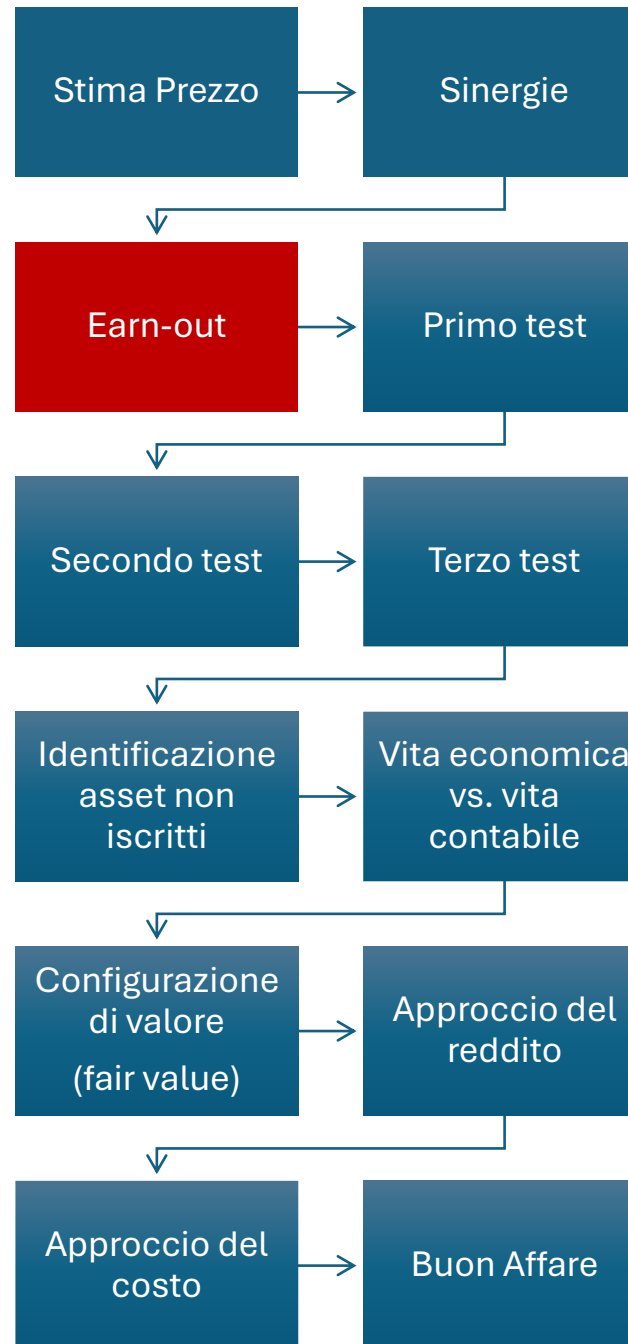 Stima Prezzo
Sinergie
Earn-out
Primo test
Secondo test
Terzo test
Identificazione
asset non
iscritti
Vita economica
vs. vita
contabile
Configurazione
di valore
(fair value)
Approccio del
reddito
Approccio del
costo
Buon Affare